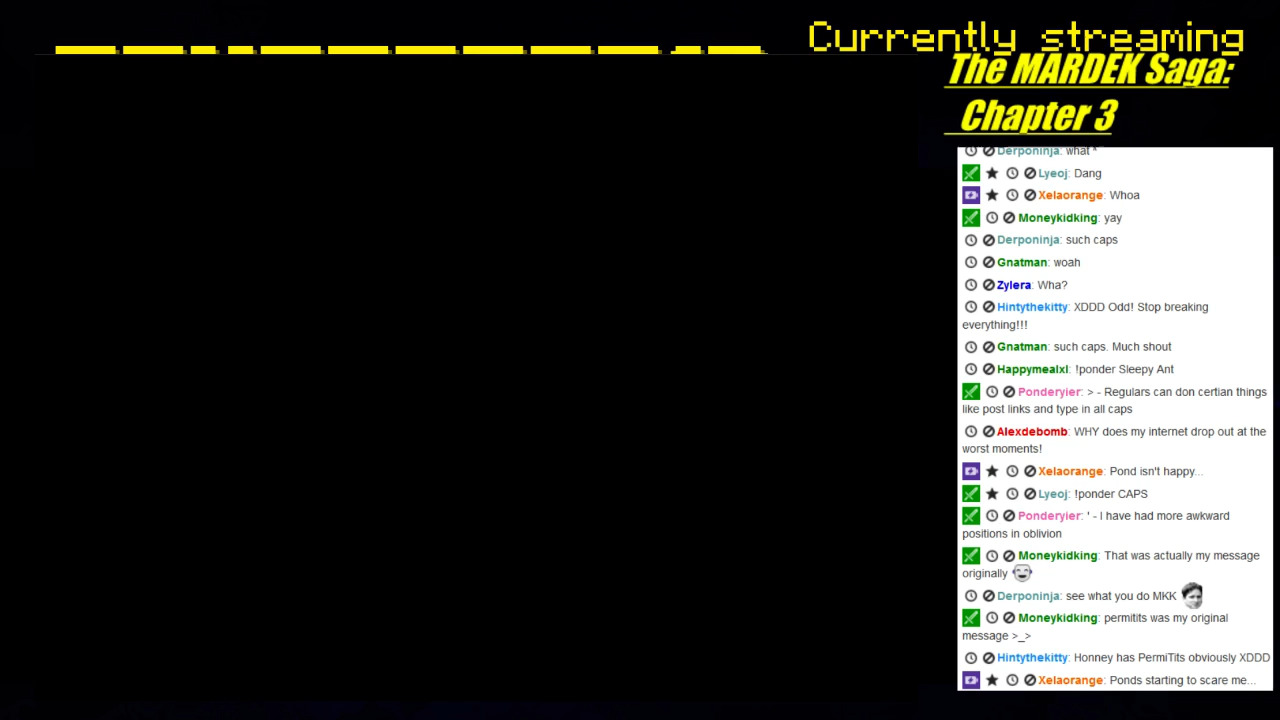 Currently streaming
The MARDEK Saga:
Chapter 3
Derponinja: what *
Lyeoj: Dang
Xelaorange: Whoa
Moneykidking: yay
Derponinja: such caps
Gnatman: woah
Zylera: Wha?
Hintythekitty: XDDD Odd! Stop breaking
everything!!!
Gnatman: such caps. Much shout
Happymealxl: !ponder Sleepy Ant
Ponderyier: > - Regulars can don certian things
like post links and type in all caps
Alexdebomb: WHY does my internet drop out at the
worst moments!
Xelaorange: Pond isn't happy...
Lyeoj: !ponder CAPS
Ponderyier: ' - I have had more awkward
positions in oblivion
Moneykidking: That was actually my message
originally
Derponinja: see what you do MKK
Moneykidking: permitits was my original
message >_>
Hintythekitty: Honney has PermiTits obviously XDDD
Xelaorange: Ponds starting to scare me...